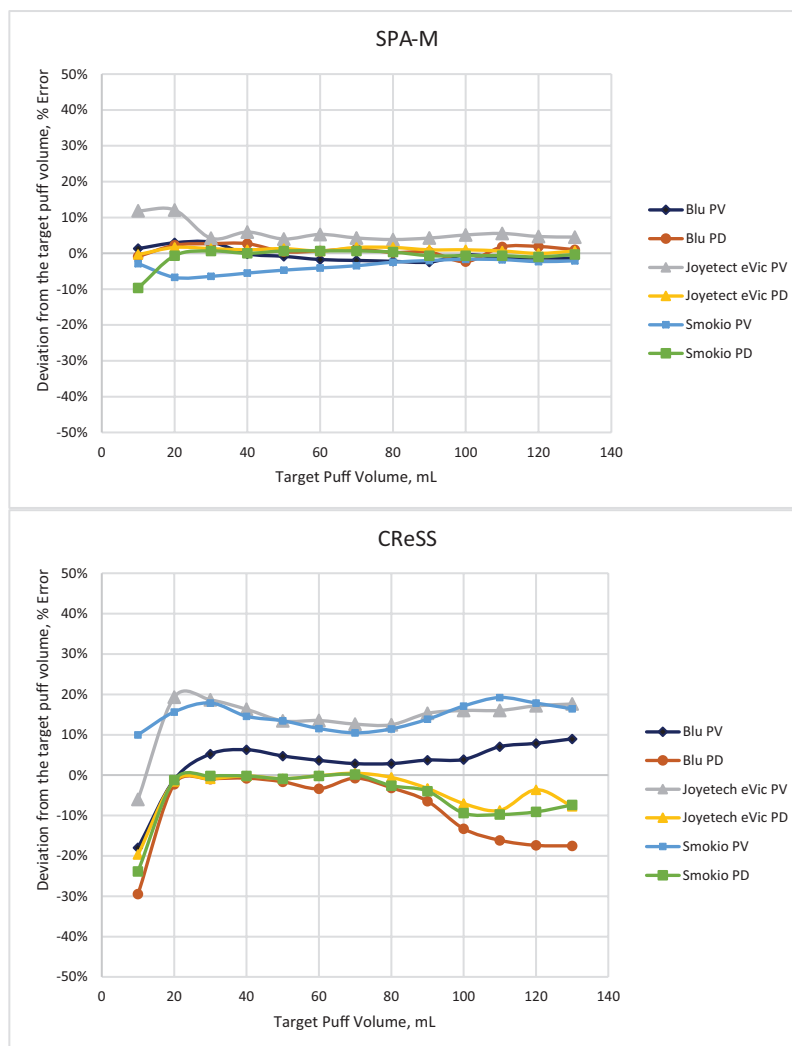 SPA-M
50%
40%
30%
20%
10%
0%
-10%
-20%
-30%
-40%
-50%
0 20 40 60 80 100 120 140
Deviation from the target puff volume, % Error
Target Puff Volume, mL
Blu PV
Blu PD
Joyetect eVic PV
Joyetect eVic PD
Smokio PV
Smokio PD
CReSS
50%
40%
30%
20%
10%
0%
-10%
-20%
-30%
-40%
-50%
0 20 40 60 80 100 120 140
Deviation from the target puff volume, % Error
Target Puff Volume, mL
Blu PV
Blu PD
Joyetech eVic PV
Joyetech eVic PD
Smokio PV
Smokio PD